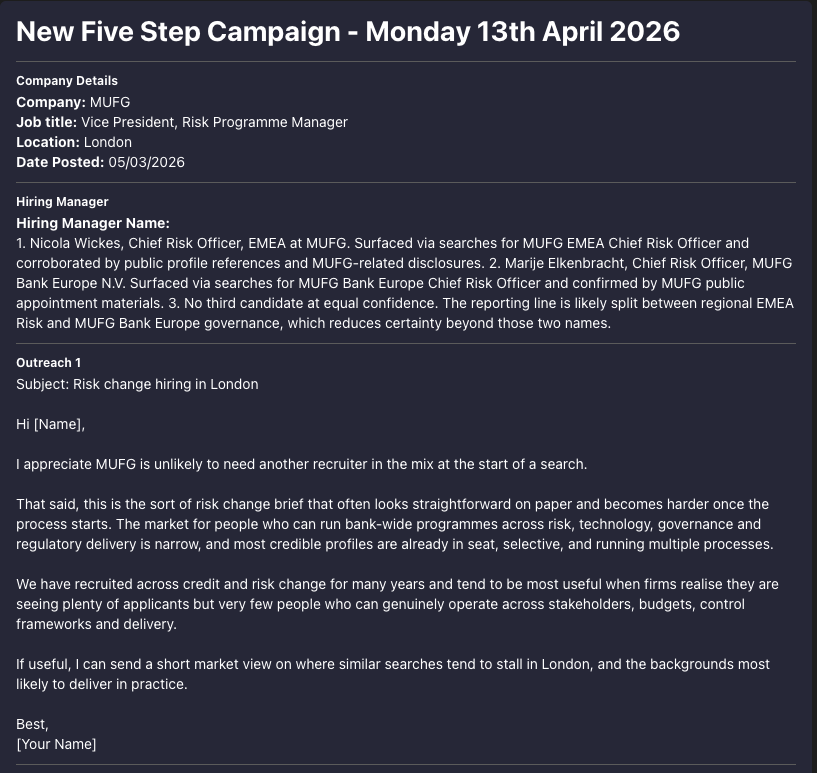 New Five Step Campaign - Monday 13th April 2026
Company Details
Company: MUFG
Job title: Vice President, Risk Programme Manager
Location: London
Date Posted: 05/03/2026
Hiring Manager
Hiring Manager Name:
1. Nicola Wickes, Chief Risk Officer, EMEA at MUFG. Surfaced via searches for MUFG EMEA Chief Risk Officer and
corroborated by public profile references and MUFG-related disclosures. 2. Marije Elkenbracht, Chief Risk Officer, MUFG
Bank Europe N.V. Surfaced via searches for MUFG Bank Europe Chief Risk Officer and confirmed by MUFG public
appointment materials. 3. No third candidate at equal confidence. The reporting line is likely split between regional EMEA
Risk and MUFG Bank Europe governance, which reduces certainty beyond those two names.
Outreach 1
Subject: Risk change hiring in London
Hi [Name],
I appreciate MUFG is unlikely to need another recruiter in the mix at the start of a search.
That said, this is the sort of risk change brief that often looks straightforward on paper and becomes harder once the
process starts. The market for people who can run bank-wide programmes across risk, technology, governance and
regulatory delivery is narrow, and most credible profiles are already in seat, selective, and running multiple processes.
We have recruited across credit and risk change for many years and tend to be most useful when firms realise they are
seeing plenty of applicants but very few people who can genuinely operate across stakeholders, budgets, control
frameworks and delivery.
If useful, I can send a short market view on where similar searches tend to stall in London, and the backgrounds most
likely to deliver in practice.
Best,
[Your Name]